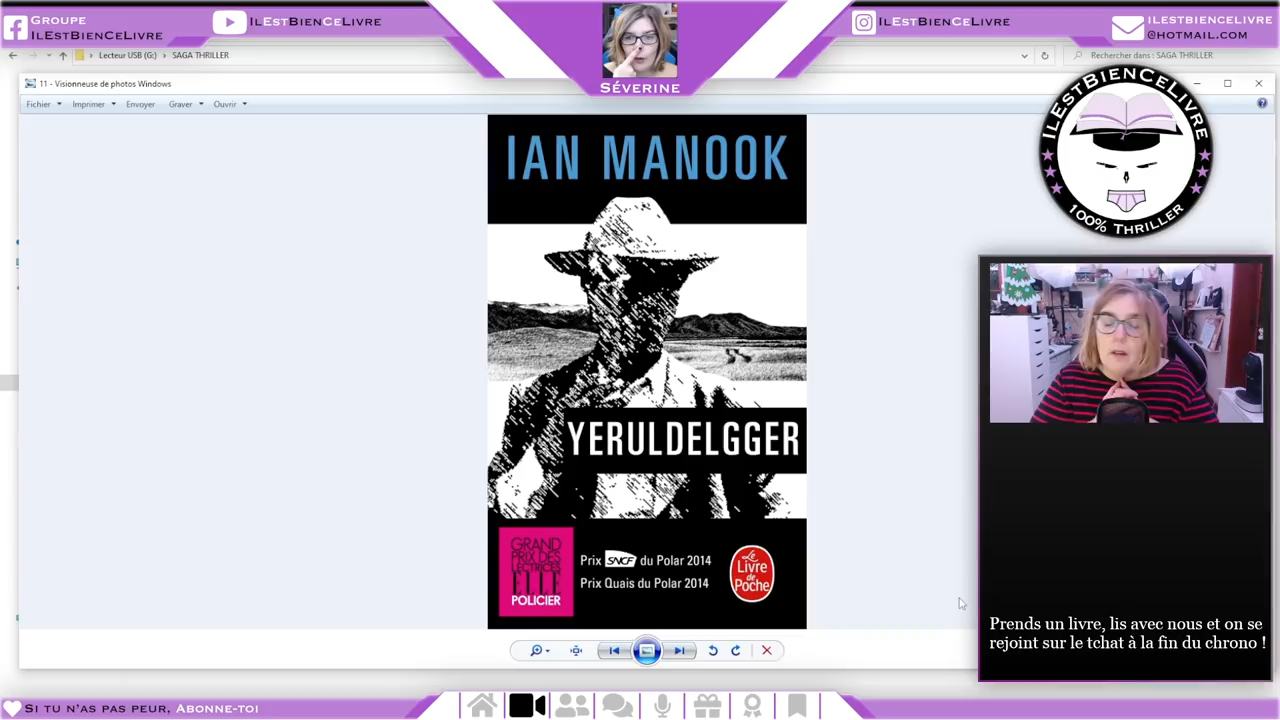 Groupe
IlEstBienCeLivre
IlEstBienCeLivre
Séverine
IlEstBienCeLivre
ilestbiencelivre
@hotmail.com
Lecteur USB (G:) > SAGA THRILLER
Rechercher dans : SAGA THRILLER
11 - Visionneuse de photos Windows
Fichier
Imprimer
Envoyer
Graver
Ouvrir
IlEstBienCeLivre
100% Thriller
IAN MANOOK
YERULDELGGER
GRAND
PRIX DES
LECTRICES
ELLE
POLICIER
Prix SNCF du Polar 2014
Prix Quais du Polar 2014
Le
Livre
de
Poche
Prends un livre, lis avec nous et on se
rejoint sur le tchat à la fin du chrono !
Si tu n'as pas peur, Abonne-toi